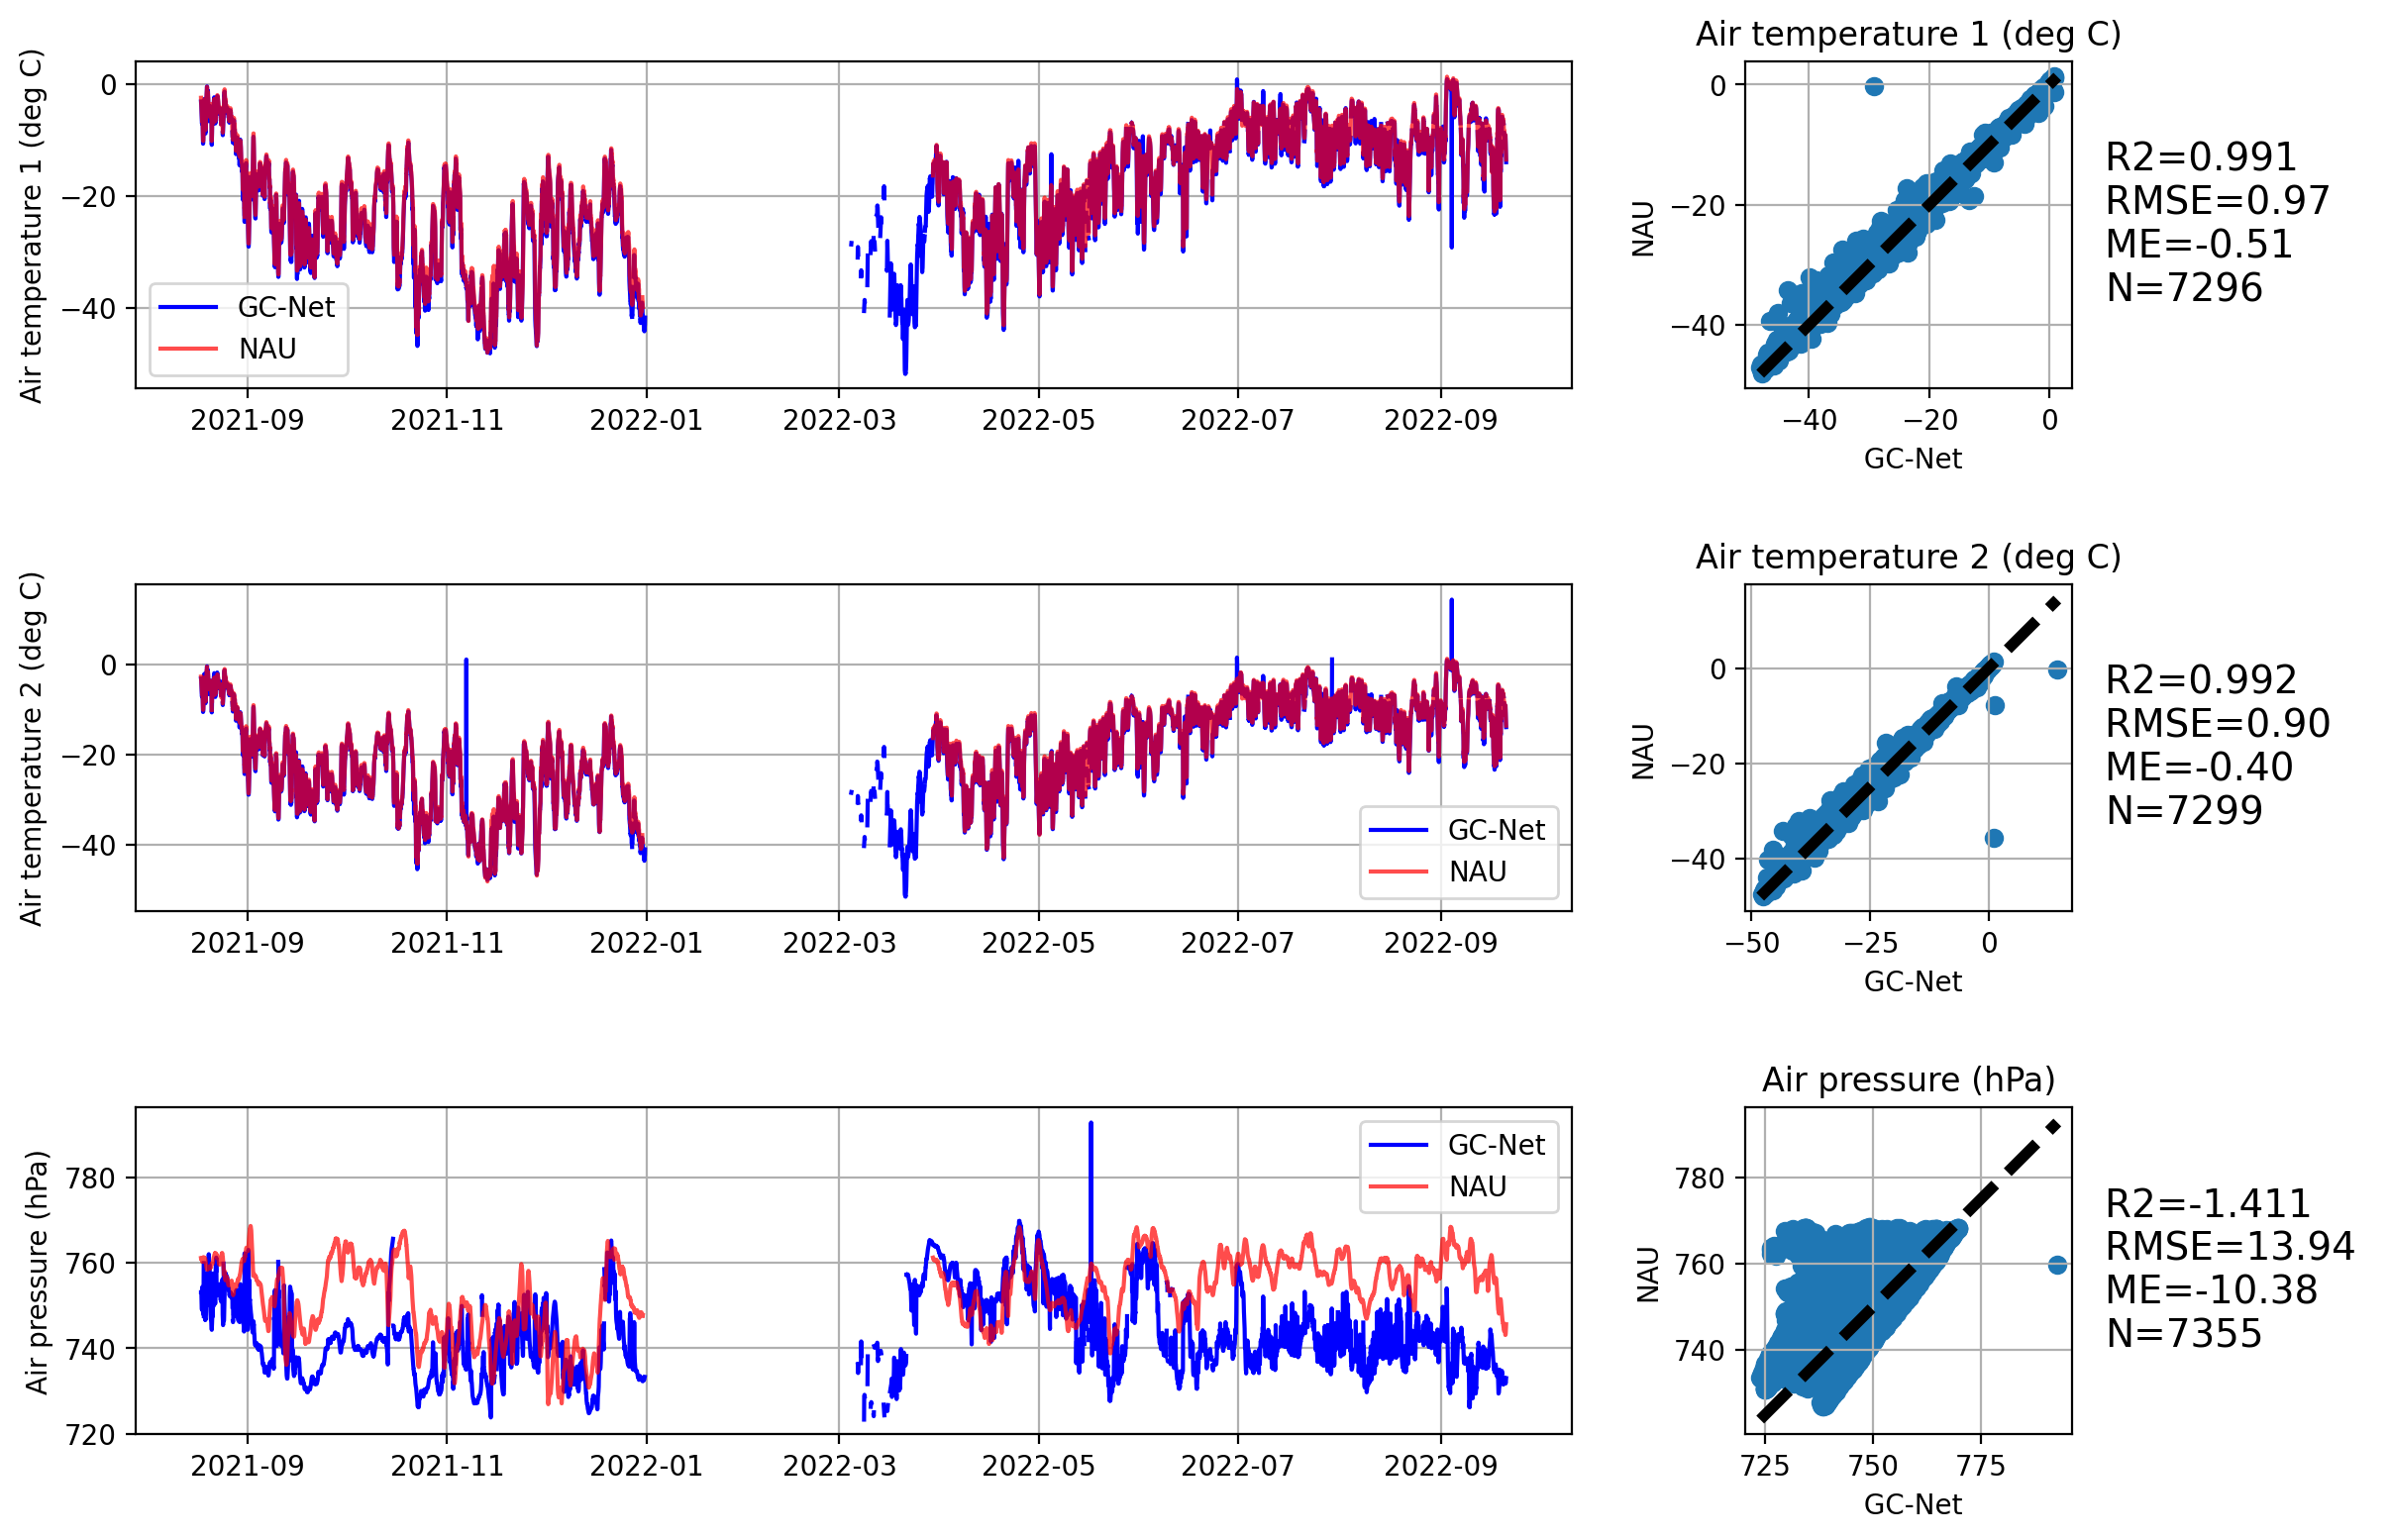 Air temperature 1 (deg C)
Air temperature 1 (deg C)
0
−20
−40
GC-Net
NAU
2021-09
2021-11
2022-01
2022-03
2022-05
2022-07
2022-09
NAU
0
−20
−40
−40
−20
0
GC-Net
R2=0.991
RMSE=0.97
ME=-0.51
N=7296
Air temperature 2 (deg C)
Air temperature 2 (deg C)
0
−20
−40
GC-Net
NAU
2021-09
2021-11
2022-01
2022-03
2022-05
2022-07
2022-09
NAU
0
−20
−40
−50
−25
0
GC-Net
R2=0.992
RMSE=0.90
ME=-0.40
N=7299
Air pressure (hPa)
Air pressure (hPa)
780
760
740
720
GC-Net
NAU
2021-09
2021-11
2022-01
2022-03
2022-05
2022-07
2022-09
NAU
780
760
740
725
750
775
GC-Net
R2=-1.411
RMSE=13.94
ME=-10.38
N=7355